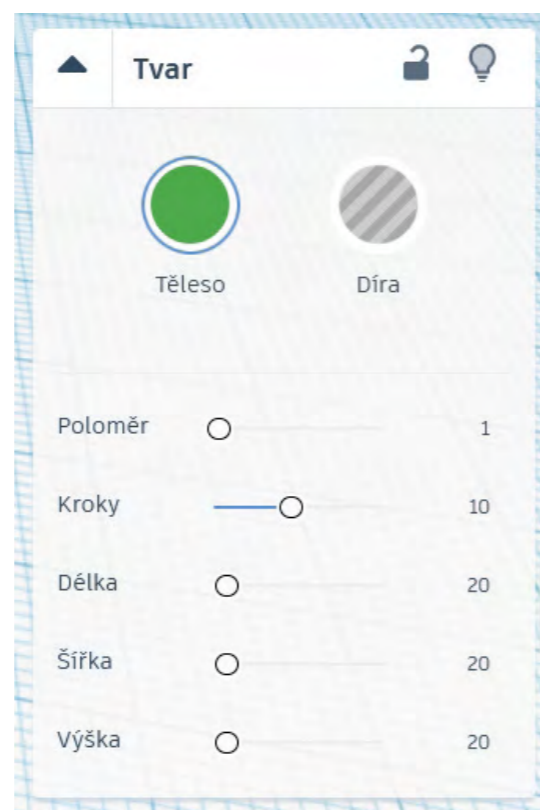 Tvar
Těleso Díra
Poloměr 1
Kroky 10
Délka 20
Šířka 20
Výška 20